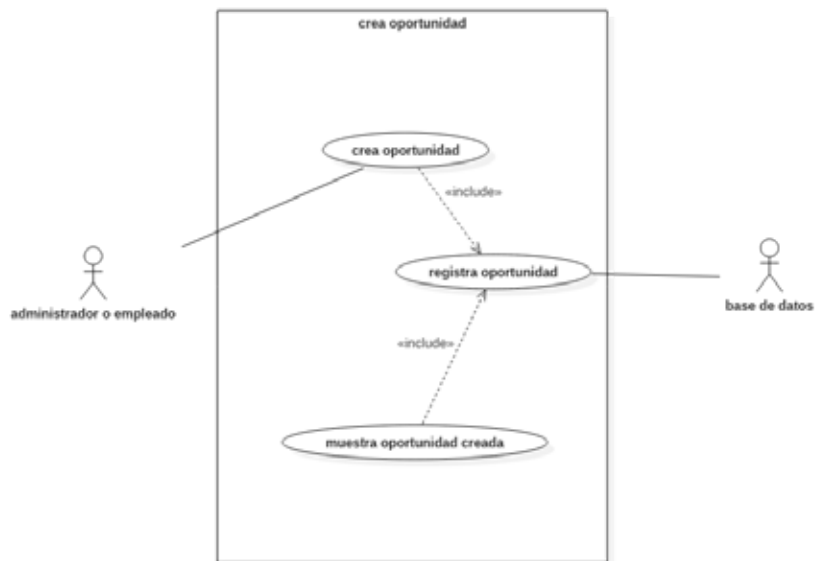 crea oportunidad
crea oportunidad
«include»
registra oportunidad
administrador o empleado
base de datos
«include»
muestra oportunidad creada